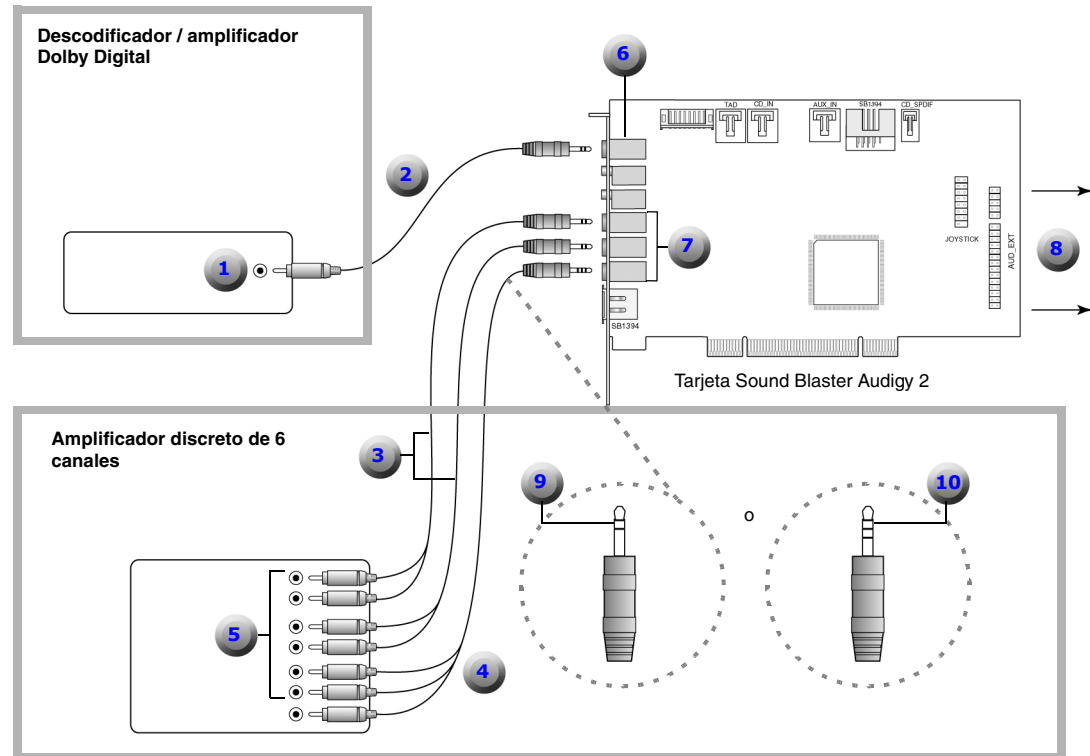 Descodificador / amplificador
Dolby Digital
6
TAD
CD_IN
AUX_IN
SB1394
CD_SPDIF
2
1
7
JOYSTICK
AUD_EXT
8
SB1394
Tarjeta Sound Blaster Audigy 2
Amplificador discreto de 6
canales
3
9
o
10
5
4